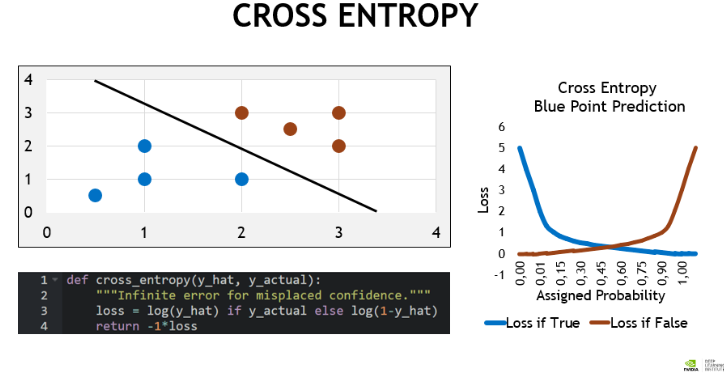 CROSS ENTROPY
4
3
2
1
0
0 1 2 3 4
1 def cross_entropy(y_hat, y_actual):
2 """Infinite error for misplaced confidence."""
3 loss = log(y_hat) if y_actual else log(1-y_hat)
4 return -1*loss
Cross Entropy
Blue Point Prediction
Loss
6
5
4
3
2
1
0
-1
0,00 0,01 0,15 0,30 0,45 0,60 0,75 0,90 1,00
Assigned Probability
Loss if True Loss if False
NVIDIA
DEEP
LEARNING
INSTITUTE